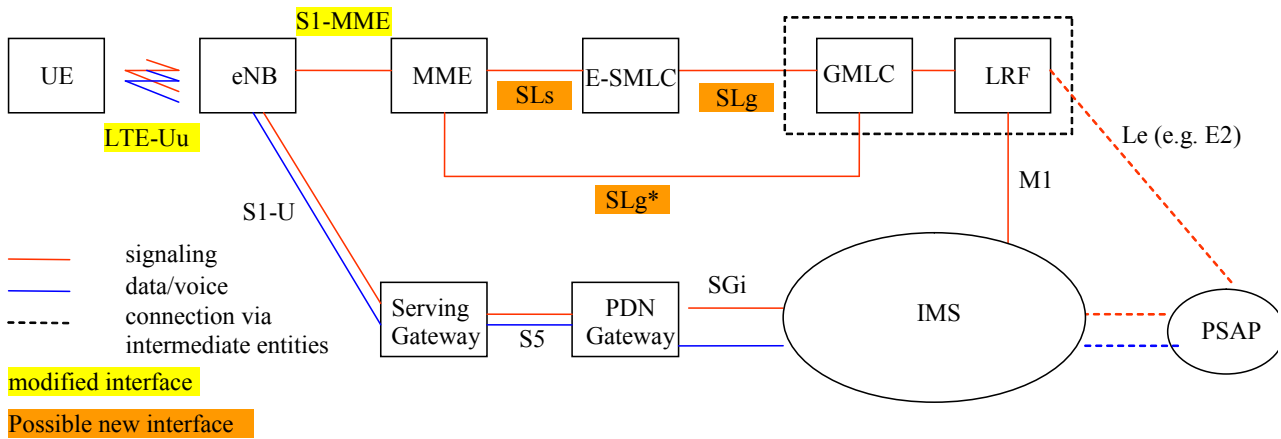 S1-MME
UE
eNB
MME
E-SMLC
GMLC
LRF
SLs
SLg
LTE-Uu
Le (e.g. E2)
M1
SLg*
S1-U
signaling
data/voice
connection via
intermediate entities
Serving
Gateway
S5
PDN
Gateway
SGi
IMS
PSAP
modified interface
Possible new interface